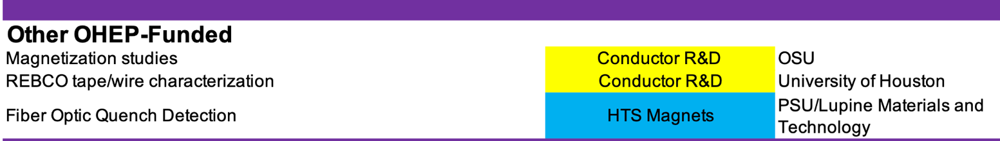 Other OHEP-Funded
Magnetization studies Conductor R&D OSU
REBCO tape/wire characterization Conductor R&D University of Houston
Fiber Optic Quench Detection HTS Magnets PSU/Lupine Materials and
Technology